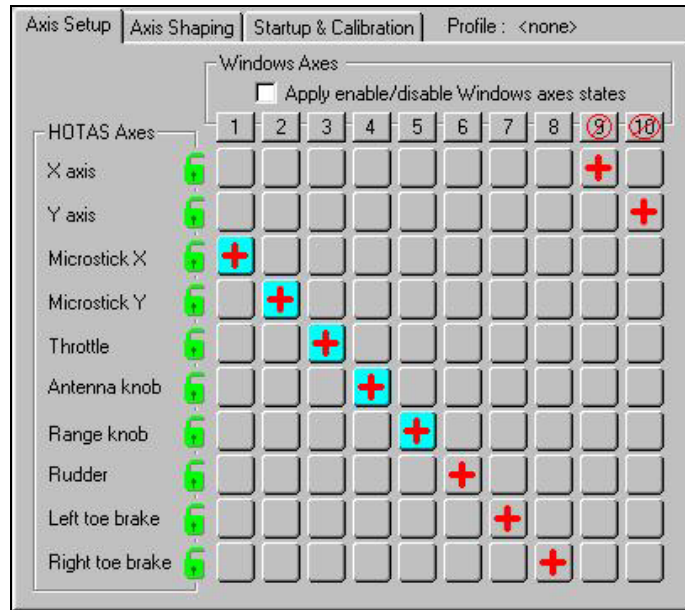 Axis Setup Axis Shaping Startup & Calibration Profile : <none>
Windows Axes
Apply enable/disable Windows axes states
HOTAS Axes 1 2 3 4 5 6 7 8 9 10
X axis
Y axis
Microstick X
Microstick Y
Throttle
Antenna knob
Range knob
Rudder
Left toe brake
Right toe brake